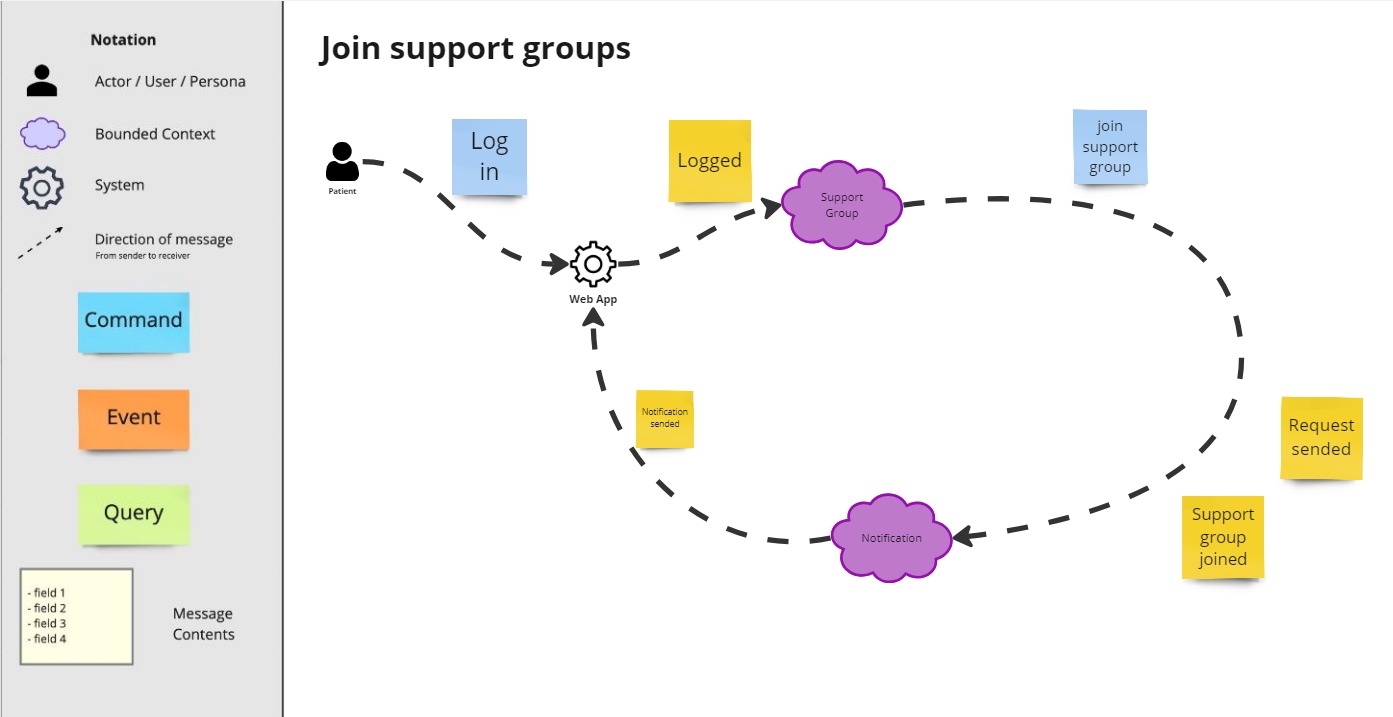 Notation
Actor / User / Persona
Bounded Context
System
Direction of message
From sender to receiver
Command
Event
Query
- field 1
- field 2
- field 3
- field 4
Message
Contents
Join support groups
Patient
Log
in
Web App
Logged
Support
Group
join
support
group
Request
sended
Support
group
joined
Notification
Notification
sended